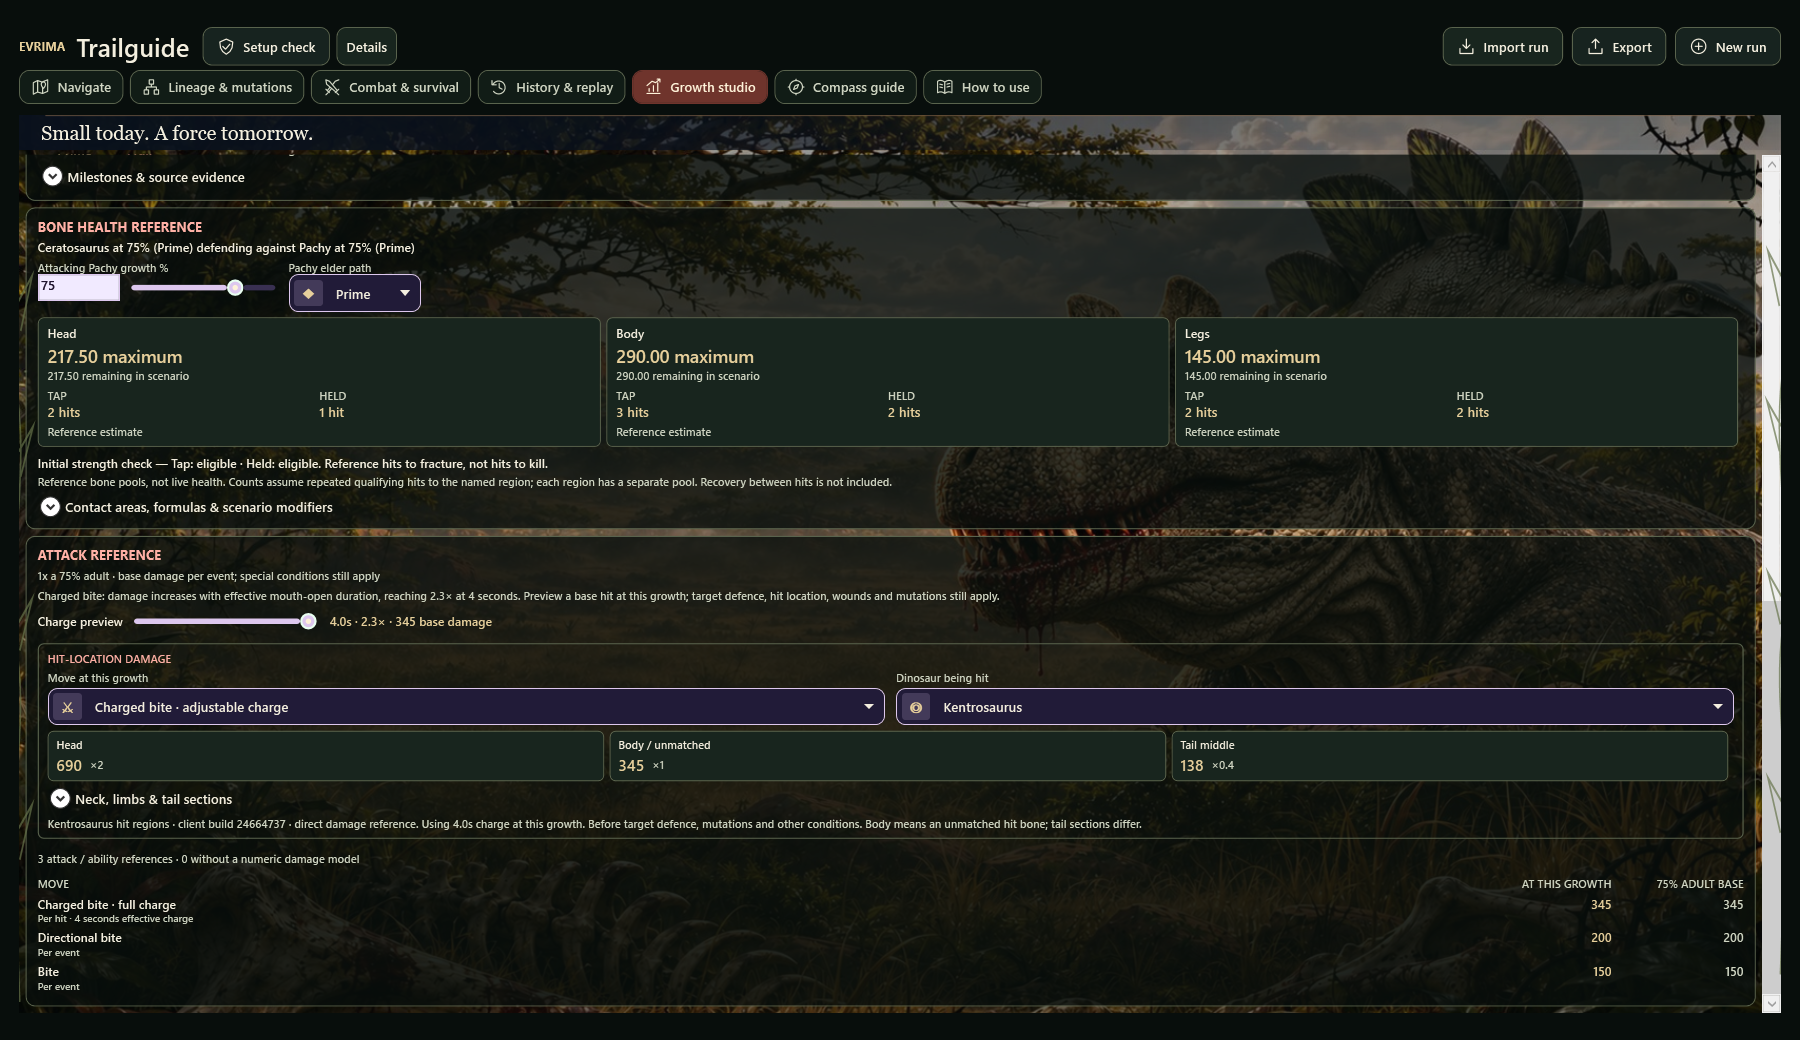 EVRIMA Trailguide Setup check Details Import run Export New run
Navigate Lineage & mutations Combat & survival History & replay Growth studio Compass guide How to use
Small today. A force tomorrow.
Milestones & source evidence
BONE HEALTH REFERENCE
Ceratosaurus at 75% (Prime) defending against Pachy at 75% (Prime)
Attacking Pachy growth % Pachy elder path
75 Prime
Head Body Legs
217.50 maximum 290.00 maximum 145.00 maximum
217.50 remaining in scenario 290.00 remaining in scenario 145.00 remaining in scenario
TAP HELD TAP HELD TAP HELD
2 hits 1 hit 3 hits 2 hits 2 hits 2 hits
Reference estimate Reference estimate Reference estimate
Initial strength check — Tap: eligible · Held: eligible. Reference hits to fracture, not hits to kill.
Reference bone pools, not live health. Counts assume repeated qualifying hits to the named region; each region has a separate pool. Recovery between hits is not included.
Contact areas, formulas & scenario modifiers
ATTACK REFERENCE
1x a 75% adult · base damage per event; special conditions still apply
Charged bite: damage increases with effective mouth-open duration, reaching 2.3× at 4 seconds. Preview a base hit at this growth; target defence, hit location, wounds and mutations still apply.
Charge preview 4.0s · 2.3× · 345 base damage
HIT-LOCATION DAMAGE
Move at this growth Dinosaur being hit
Charged bite · adjustable charge Kentrosaurus
Head Body / unmatched Tail middle
690 ×2 345 ×1 138 ×0.4
Neck, limbs & tail sections
Kentrosaurus hit regions · client build 24664737 · direct damage reference. Using 4.0s charge at this growth. Before target defence, mutations and other conditions. Body means an unmatched hit bone; tail sections differ.
3 attack / ability references · 0 without a numeric damage model
MOVE AT THIS GROWTH 75% ADULT BASE
Charged bite · full charge 345 345
Per hit · 4 seconds effective charge
Directional bite 200 200
Per event
Bite 150 150
Per event